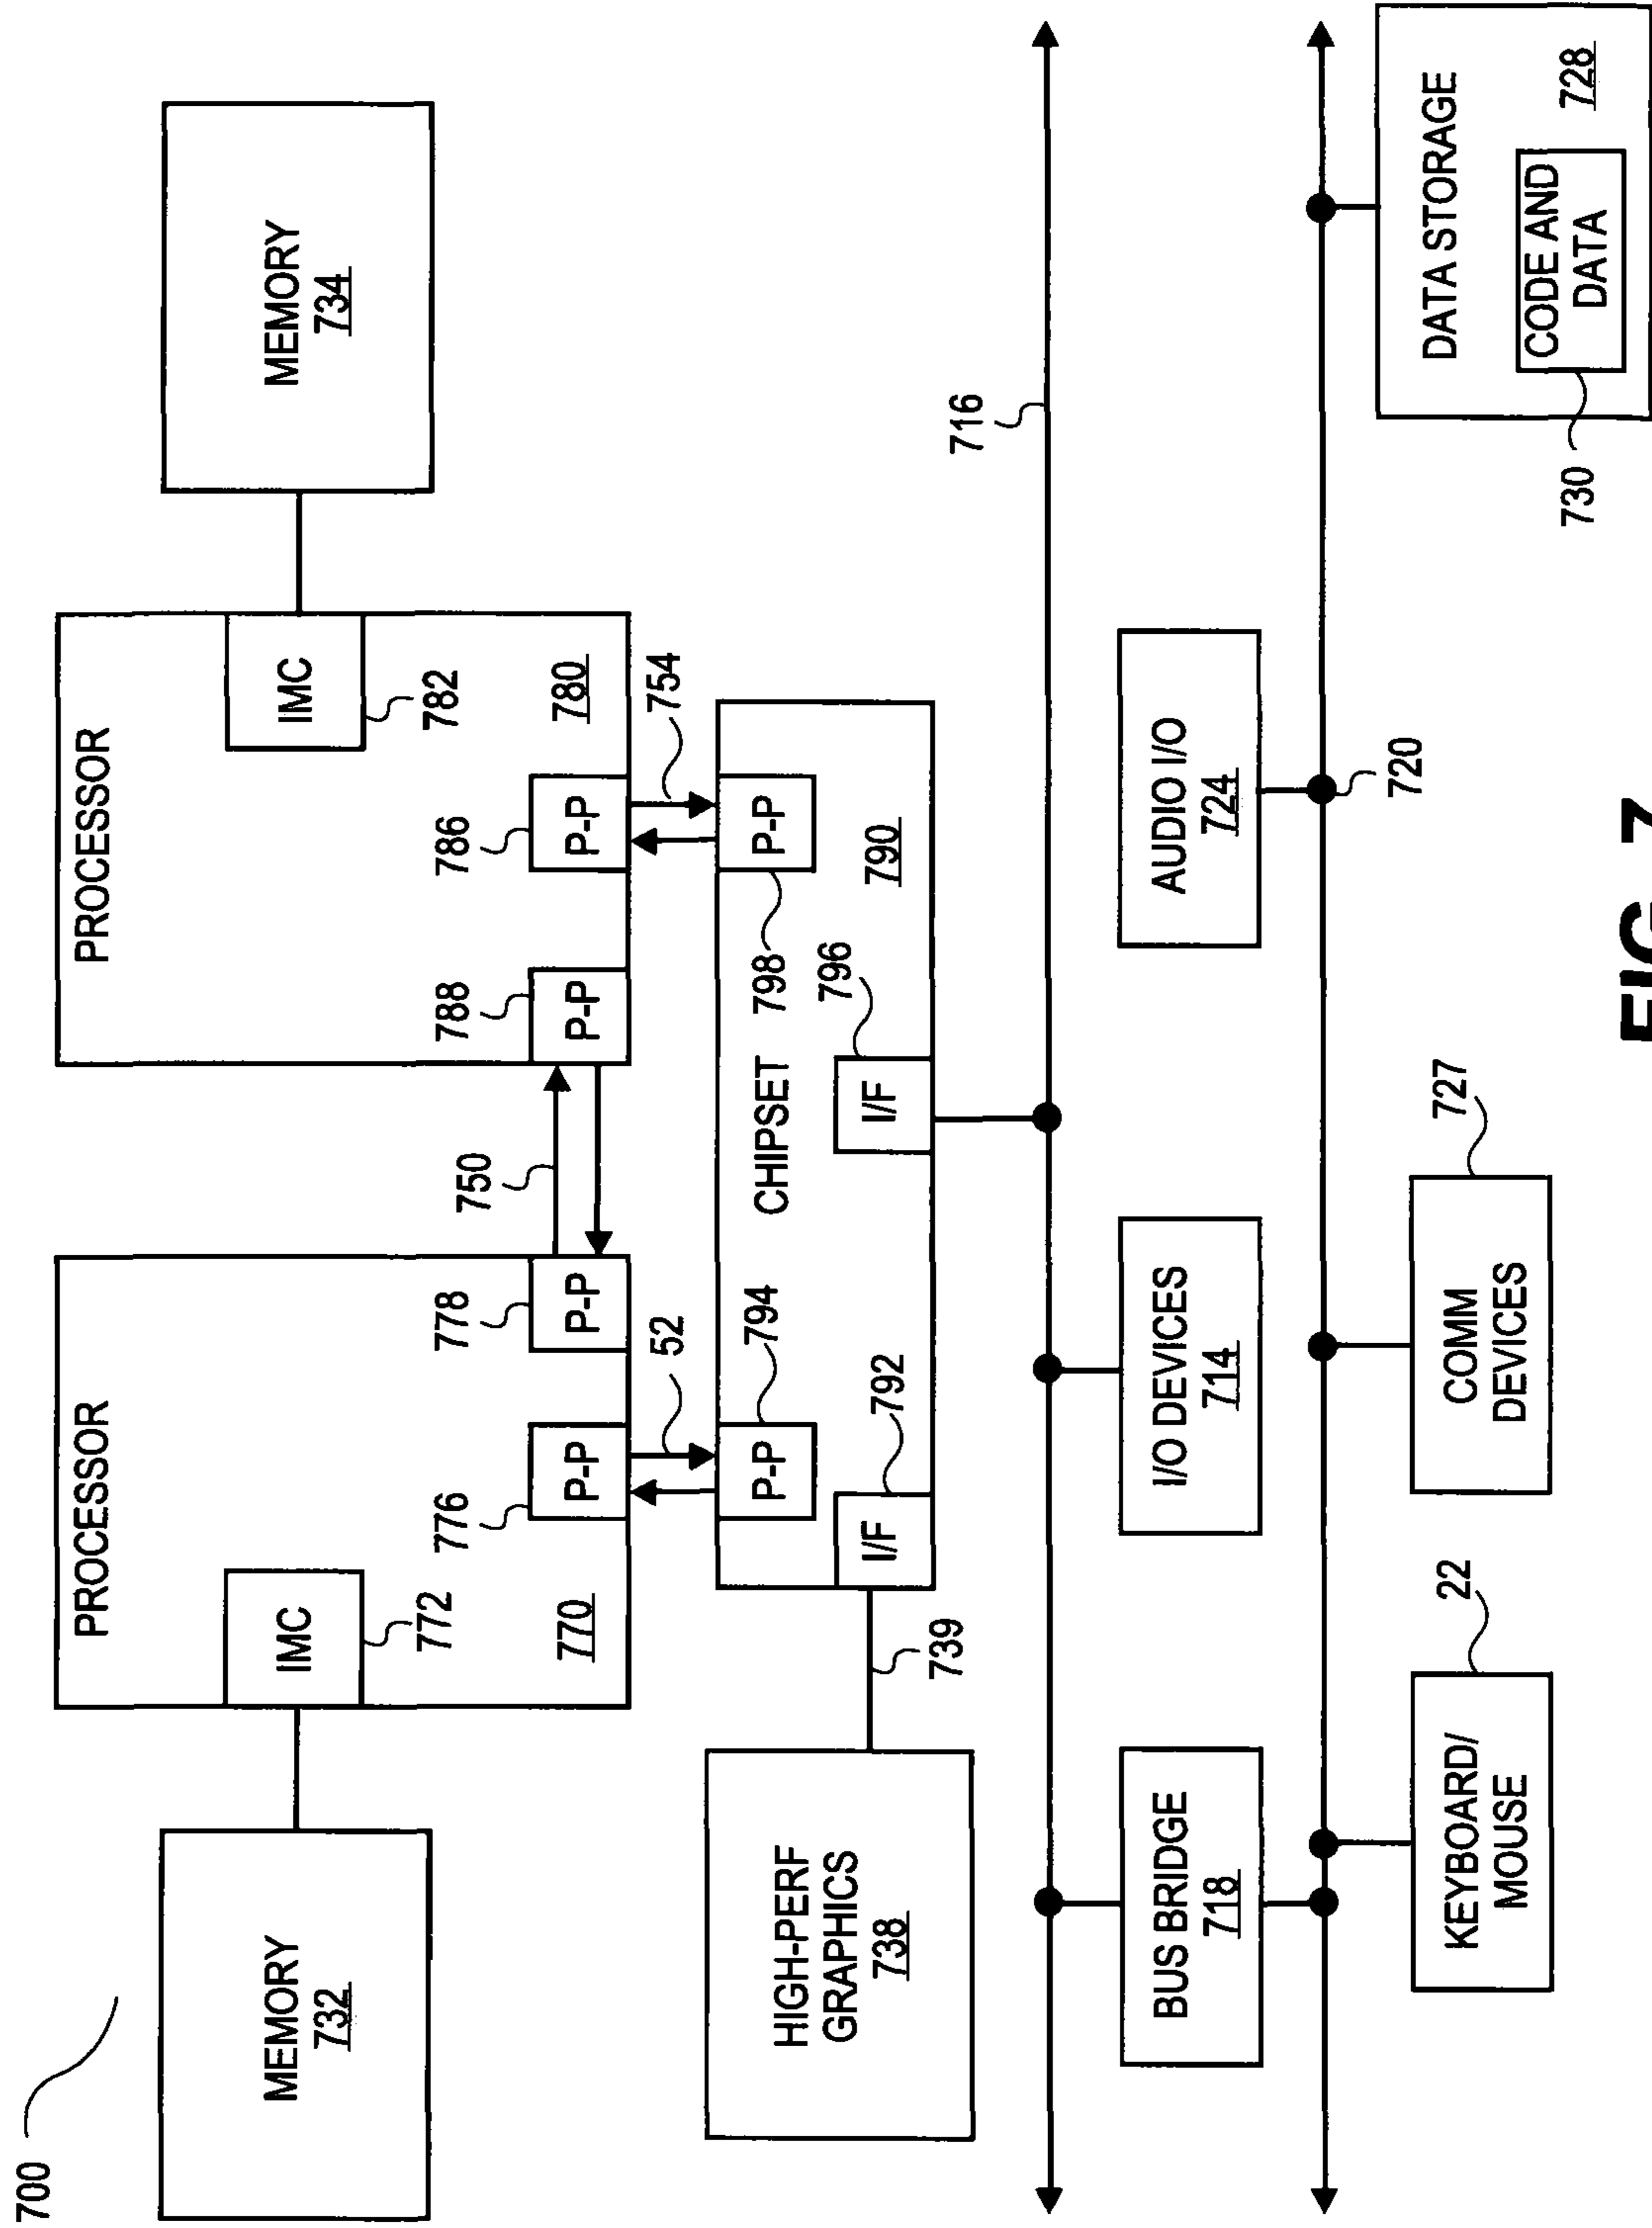 700
PROCESSOR
PROCESSOR
MEMORY
732
IMC
772
770
776
P-P
778
P-P
750
788
P-P
786
P-P
IMC
782
780
MEMORY
734
52
754
HIGH-PERF
GRAPHICS
738
739
P-P
794
I/F
792
CHIPSET
I/F
796
P-P
798
790
716
BUS BRIDGE
718
I/O DEVICES
714
AUDIO I/O
724
720
KEYBOARD/
MOUSE
22
COMM
DEVICES
727
DATA STORAGE
728
CODE AND
DATA
730
FIG. 7